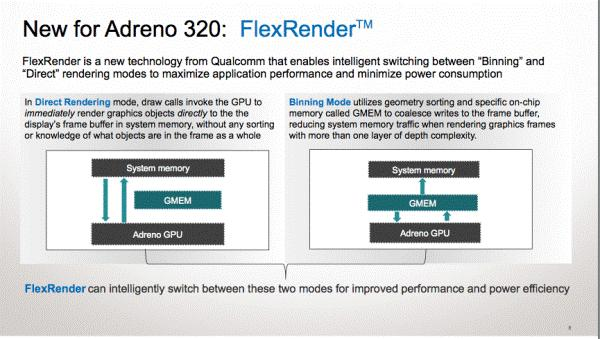 New for Adreno 320: FlexRender™
FlexRender is a new technology from Qualcomm that enables intelligent switching between "Binning" and
"Direct" rendering modes to maximize application performance and minimize power consumption
In Direct Rendering mode, draw calls invoke the GPU to
immediately render graphics objects directly to the the
display's frame buffer in system memory, without any sorting
or knowledge of what objects are in the frame as a whole
System memory
GMEM
Adreno GPU
Binning Mode utilizes geometry sorting and specific on-chip
memory called GMEM to coalesce writes to the frame buffer,
reducing system memory traffic when rendering graphics frames
with more than one layer of depth complexity.
System memory
GMEM
Adreno GPU
FlexRender can intelligently switch between these two modes for improved performance and power efficiency